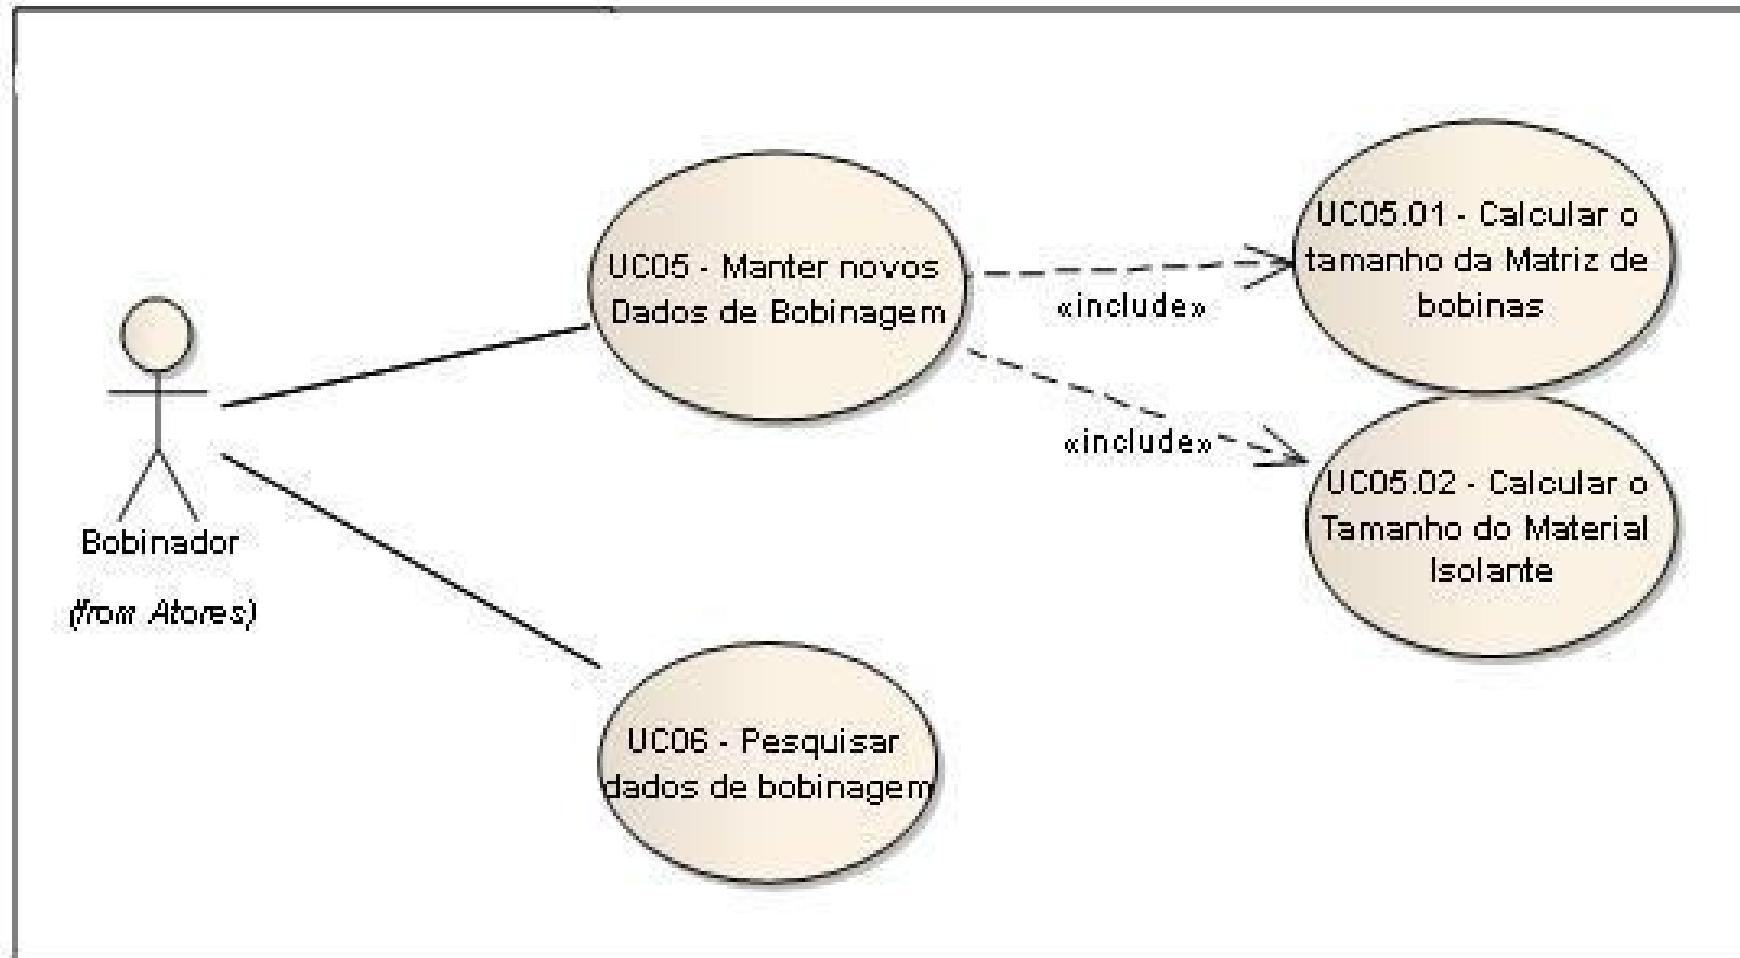 UC05 - Manter novos
Dados de Bobinagem
«include»
UC05.01 - Calcular o
tamanho da Matriz de
bobinas
«include»
UC05.02 - Calcular o
Tamanho do Material
Isolante
Bobinador
(from Atores)
UC06 - Pesquisar
dados de bobinagem